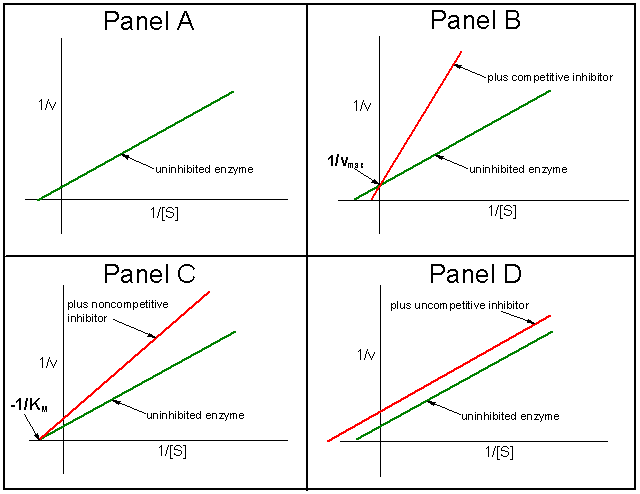 Panel A
1/v
uninhibited enzyme
1/[S]
Panel B
plus competitive inhibitor
1/v
1/vmax
uninhibited enzyme
1/[S]
Panel C
plus noncompetitive
inhibitor
1/v
-1/KM
uninhibited enzyme
1/[S]
Panel D
plus uncompetitive inhibitor
1/v
uninhibited enzyme
1/[S]